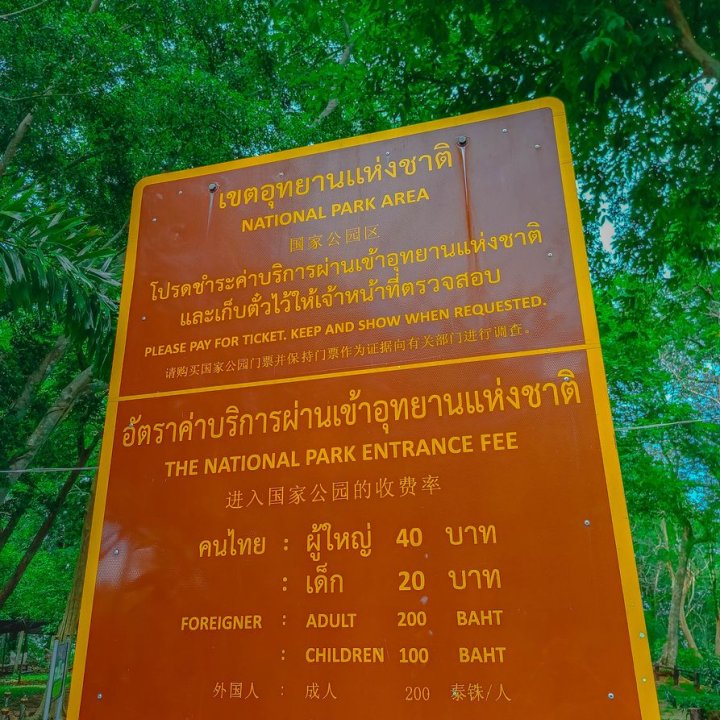 เขตอุทยานแห่งชาติ
NATIONAL PARK AREA
国家公园区
โปรดชำระค่าบริการผ่านเข้าอุทยานแห่งชาติ
และเก็บตั๋วไว้ให้เจ้าหน้าที่ตรวจสอบ
PLEASE PAY FOR TICKET. KEEP AND SHOW WHEN REQUESTED.
请购买国家公园门票并保持门票作为证据向有关部门进行调查。
อัตราค่าบริการผ่านเข้าอุทยานแห่งชาติ
THE NATIONAL PARK ENTRANCE FEE
进入国家公园的收费率
คนไทย : ผู้ใหญ่ 40 บาท
: เด็ก 20 บาท
FOREIGNER : ADULT 200 BAHT
: CHILDREN 100 BAHT
外国人 : 成人 200 泰铢/人